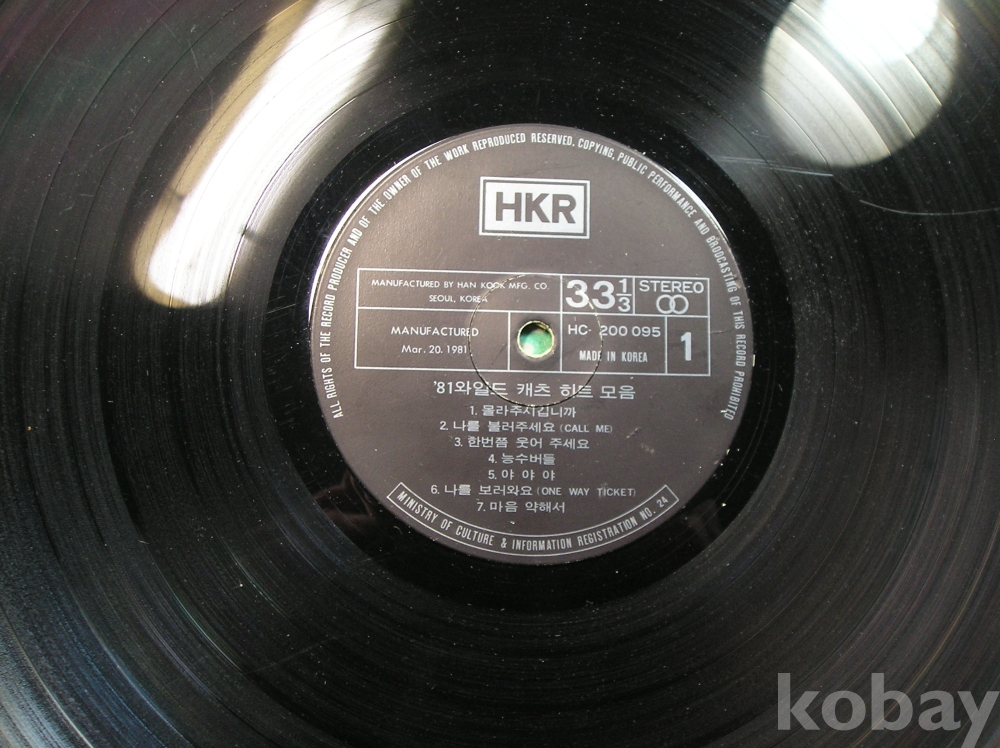 ALL RIGHTS OF THE RECORD PRODUCER AND OF THE OWNER OF THE WORK REPRODUCED RESERVED. COPYING, PUBLIC PERFORMANCE AND BRODCASTING OF THIS RECORD PROHIBITED
HKR
MANUFACTURED BY HAN KOOK MFG. CO.
SEOUL, KOREA
33 1/3
STEREO
MANUFACTURED
Mar. 20. 1981
HC- 200 095
MADE IN KOREA
1
'81와일드 캐츠 히트 모음
1. 몰라주시깁니까
2. 나를 불러주세요 (CALL ME)
3. 한번쯤 웃어 주세요
4. 능수버들
5. 야 야 야
6. 나를 보러와요 (ONE WAY TICKET)
7. 마음 약해서
MINISTRY OF CULTURE & INFORMATION REGISTRATION NO. 24
kobay